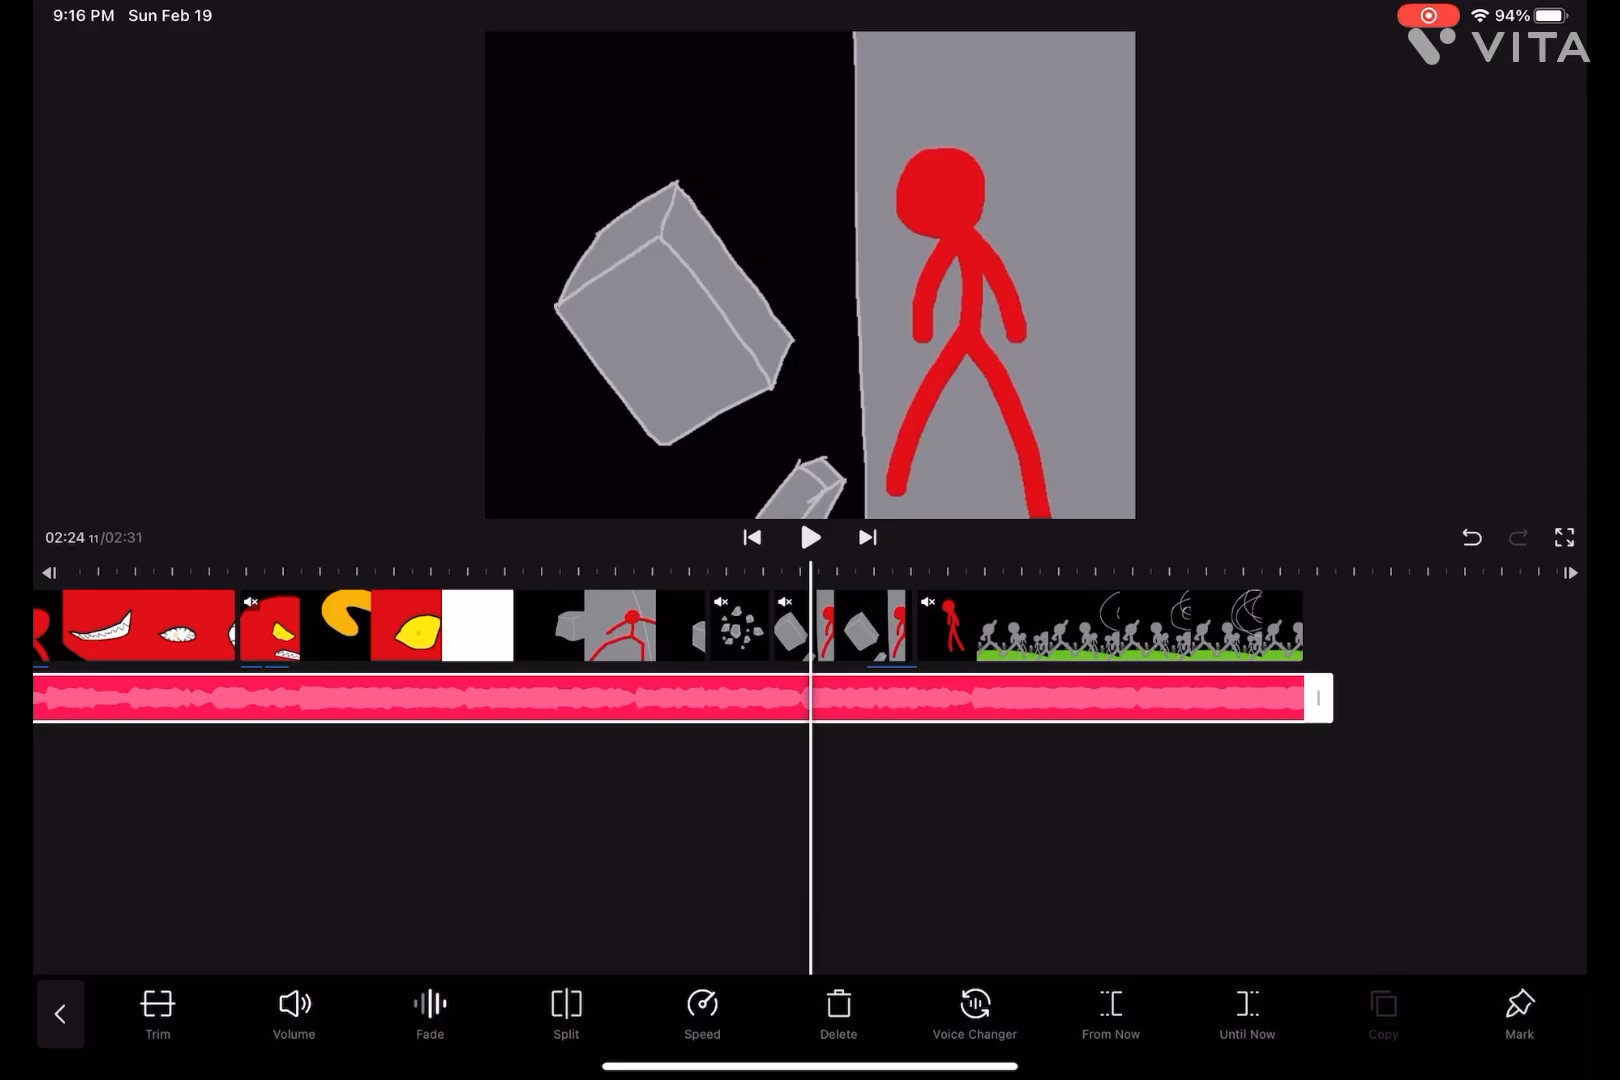 9:16 PM Sun Feb 19
94%
VITA
02:24 11/02:31
Trim
Volume
Fade
Split
Speed
Delete
Voice Changer
From Now
Until Now
Copy
Mark